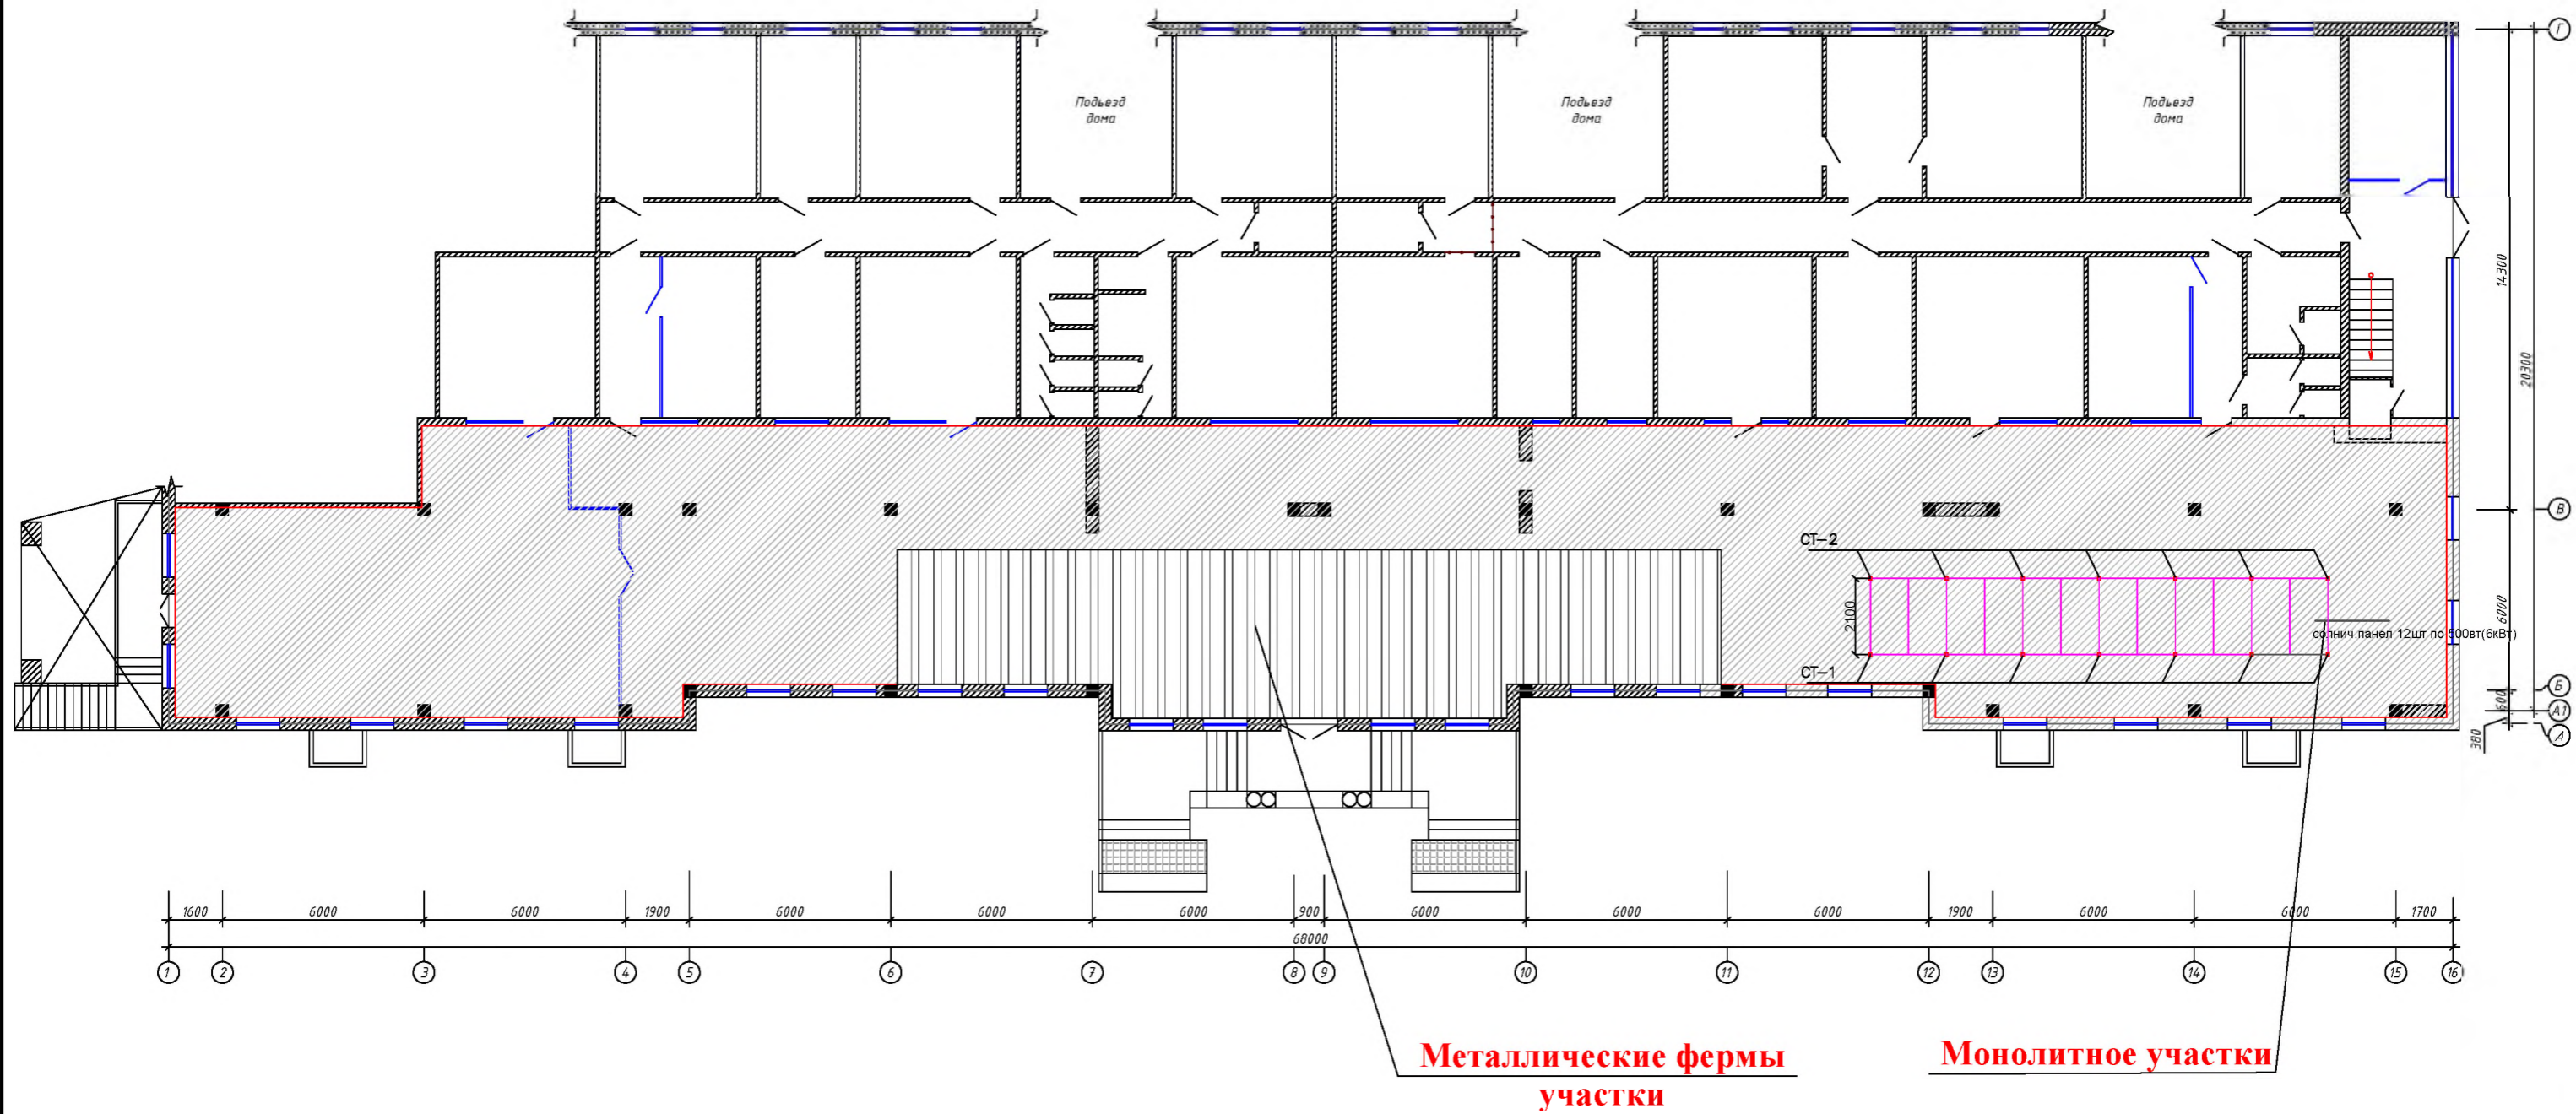 Г
Подьезд
дома
Подьезд
дома
Подьезд
дома
14300
20300
В
СТ-2
2100
6000
солнич.панел 12шт по 500вт(6кВт)
СТ-1
Б
600
А1
380
А
1600
6000
6000
1900
6000
6000
6000
900
6000
6000
6000
1900
6000
6000
1700
68000
1
2
3
4
5
6
7
8
9
10
11
12
13
14
15
16
Металлические фермы
участки
Монолитное участки